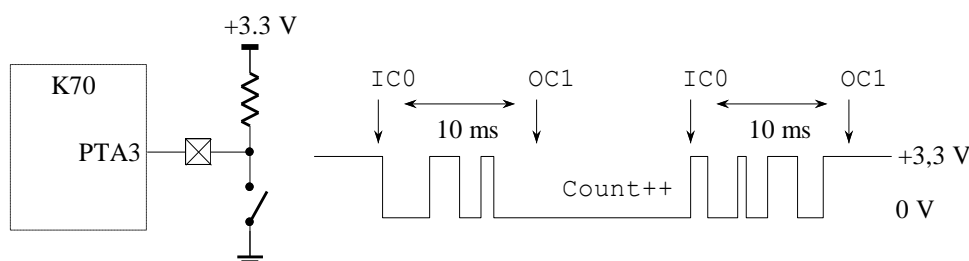 +3.3 V
K70
PTA3
IC0 OC1 IC0 OC1
10 ms 10 ms
+3,3 V
Count++
0 V